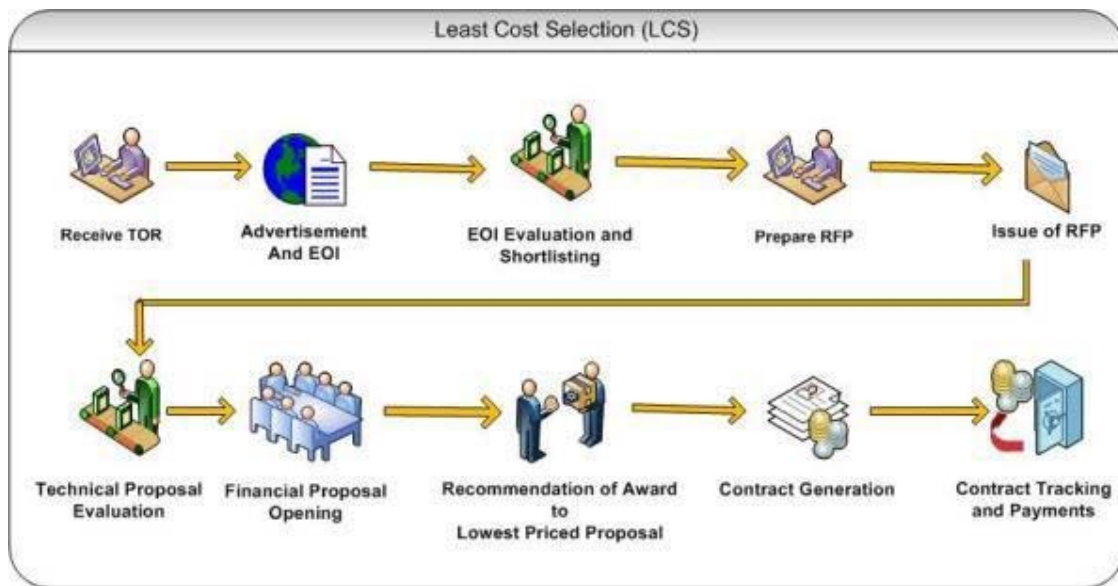 Least Cost Selection (LCS)
Receive TOR
Advertisement
And EOI
EOI Evaluation and
Shortlisting
Prepare RFP
Issue of RFP
Technical Proposal
Evaluation
Financial Proposal
Opening
Recommendation of Award
to
Lowest Priced Proposal
Contract Generation
Contract Tracking
and Payments